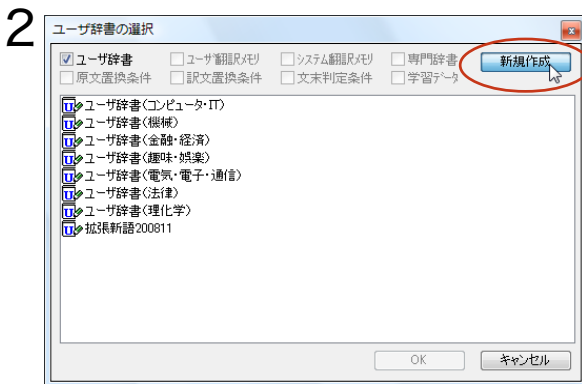 2
ユーザ辞書の選択
ユーザ辞書 ユーザ翻訳メモリ システム翻訳メモリ 専門辞書 新規作成
原文置換条件 訳文置換条件 文末判定条件 学習データ
ユーザ辞書(コンピュータ・IT)
ユーザ辞書(機械)
ユーザ辞書(金融・経済)
ユーザ辞書(趣味・娯楽)
ユーザ辞書(電気・電子・通信)
ユーザ辞書(法律)
ユーザ辞書(理化学)
拡張新語200811
OK キャンセル